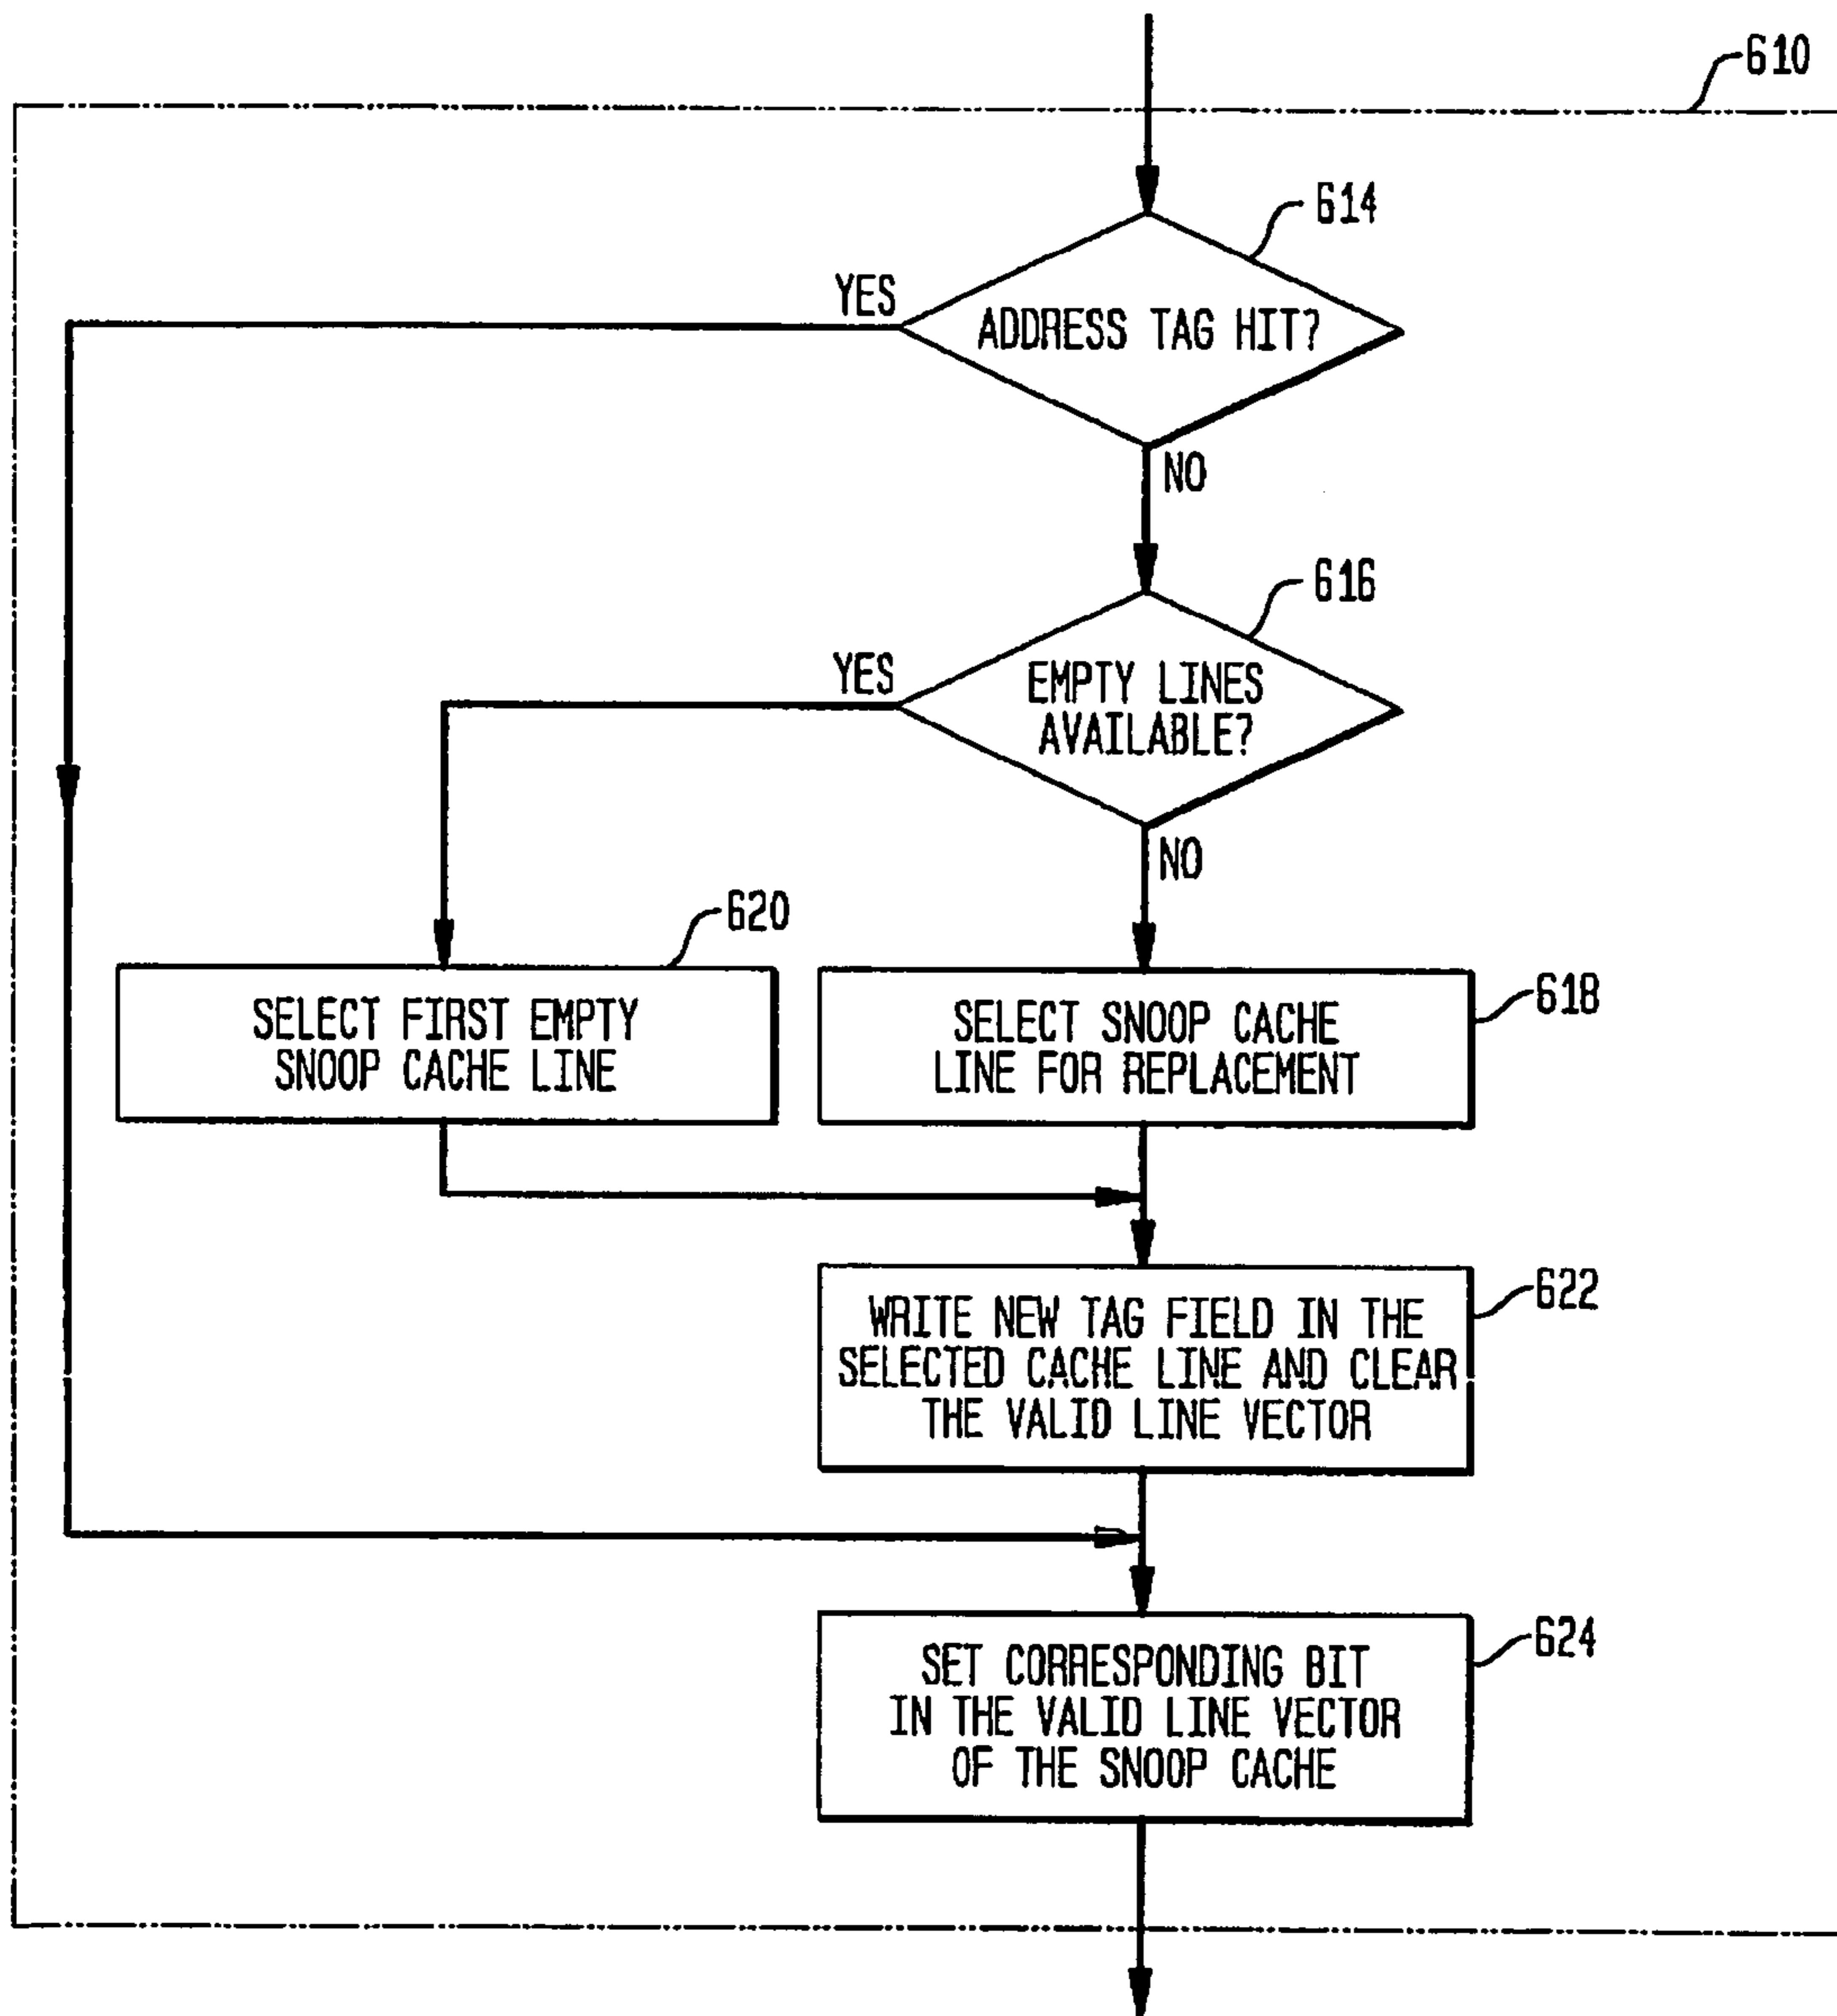 610
614
YES
ADDRESS TAG HIT?
NO
616
YES
EMPTY LINES
AVAILABLE?
NO
620
SELECT FIRST EMPTY
SNOOP CACHE LINE
618
SELECT SNOOP CACHE
LINE FOR REPLACEMENT
622
WRITE NEW TAG FIELD IN THE
SELECTED CACHE LINE AND CLEAR
THE VALID LINE VECTOR
624
SET CORRESPONDING BIT
IN THE VALID LINE VECTOR
OF THE SNOOP CACHE